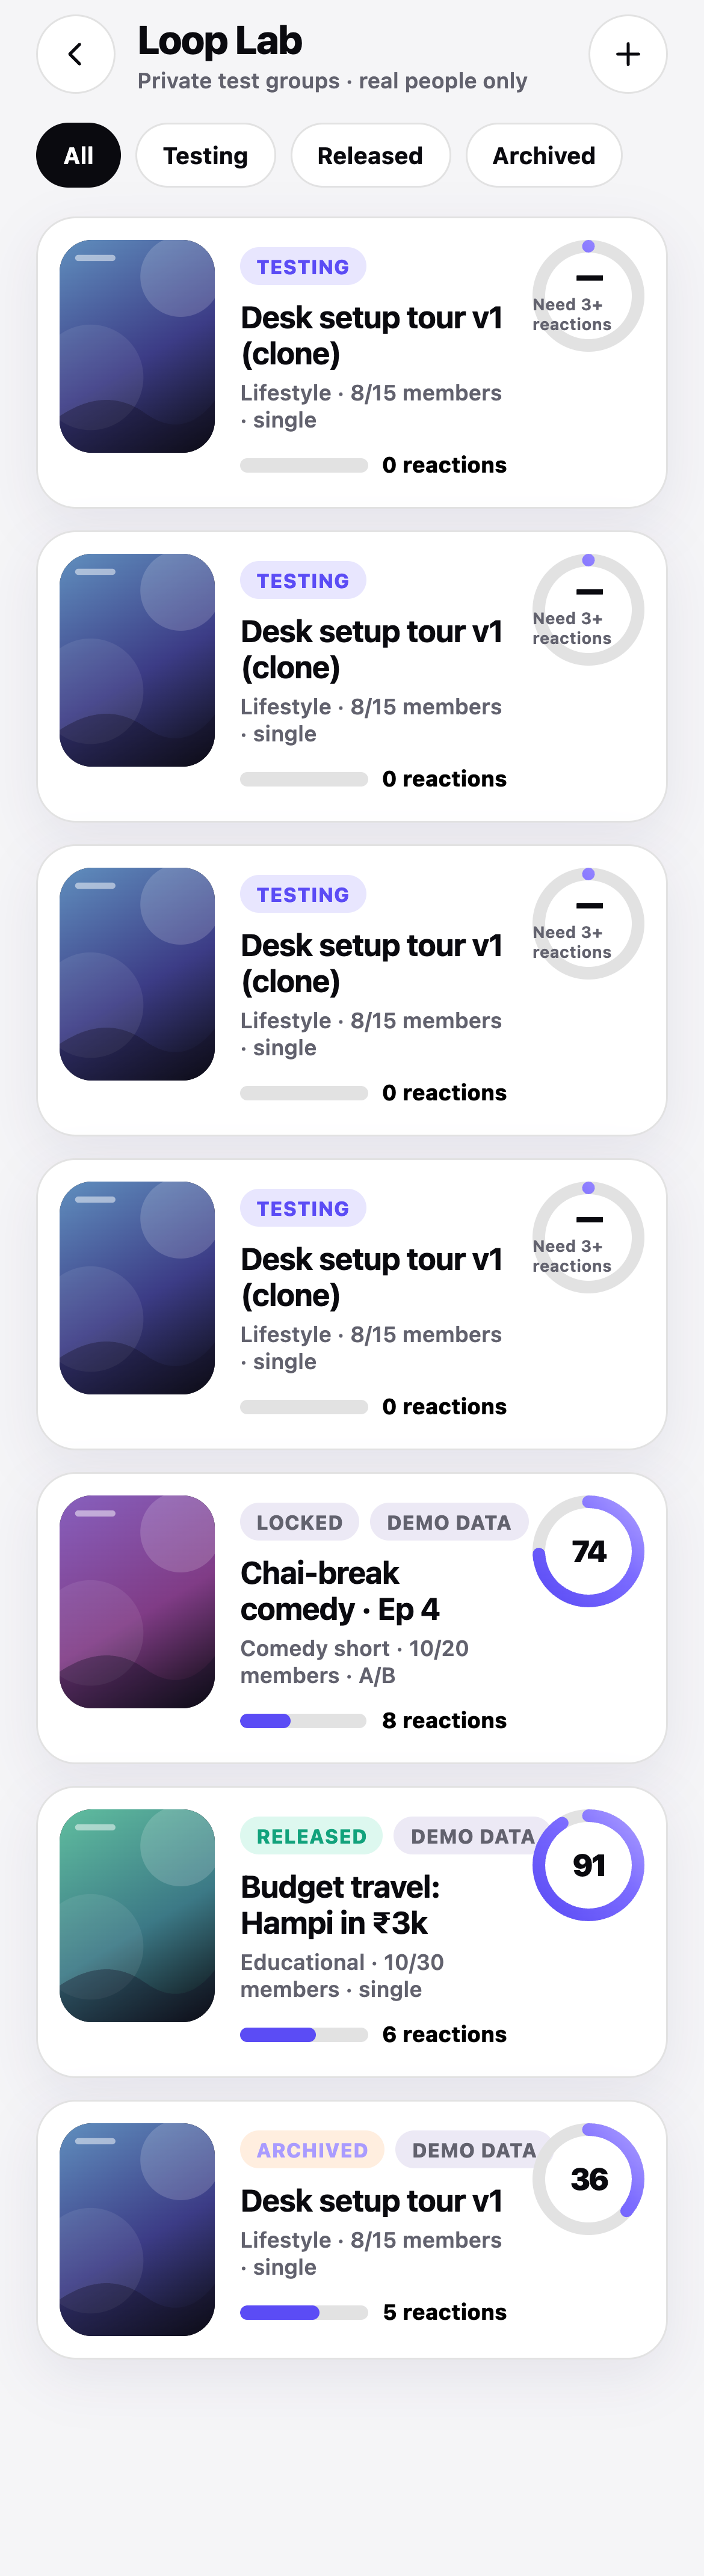 Loop Lab
Private test groups · real people only
All
Testing
Released
Archived
TESTING
Desk setup tour v1
(clone)
Lifestyle · 8/15 members
· single
0 reactions
—
Need 3+
reactions
TESTING
Desk setup tour v1
(clone)
Lifestyle · 8/15 members
· single
0 reactions
—
Need 3+
reactions
TESTING
Desk setup tour v1
(clone)
Lifestyle · 8/15 members
· single
0 reactions
—
Need 3+
reactions
TESTING
Desk setup tour v1
(clone)
Lifestyle · 8/15 members
· single
0 reactions
—
Need 3+
reactions
LOCKED
DEMO DATA
Chai-break
comedy · Ep 4
Comedy short · 10/20
members · A/B
8 reactions
74
RELEASED
DEMO DATA
Budget travel:
Hampi in ₹3k
Educational · 10/30
members · single
6 reactions
91
ARCHIVED
DEMO DATA
Desk setup tour v1
Lifestyle · 8/15 members
· single
5 reactions
36